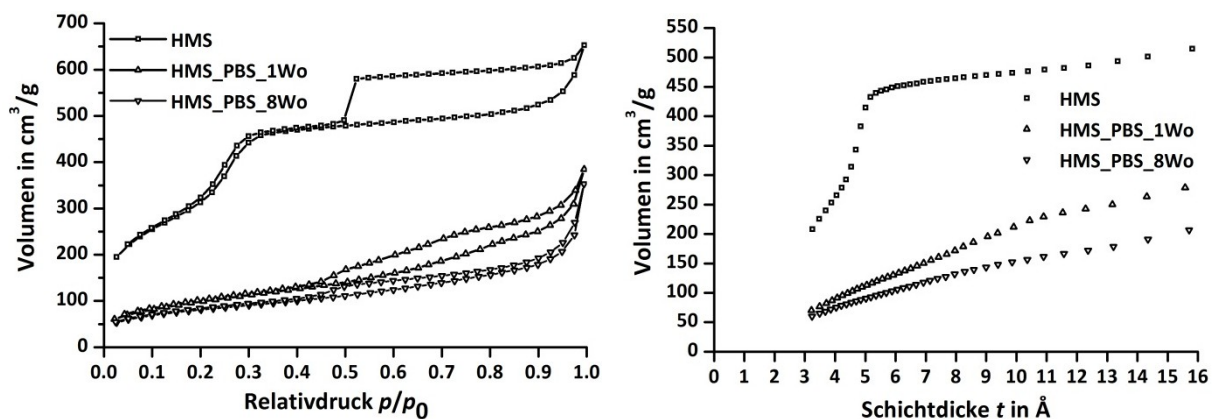 700
600
500
400
300
200
100
0
Volumen in cm³/g
HMS
HMS_PBS_1Wo
HMS_PBS_8Wo
0.0 0.1 0.2 0.3 0.4 0.5 0.6 0.7 0.8 0.9 1.0
Relativdruck p/p₀
550
500
450
400
350
300
250
200
150
100
50
0
Volumen in cm³/g
HMS
HMS_PBS_1Wo
HMS_PBS_8Wo
0 1 2 3 4 5 6 7 8 9 10 11 12 13 14 15 16
Schichtdicke t in Å